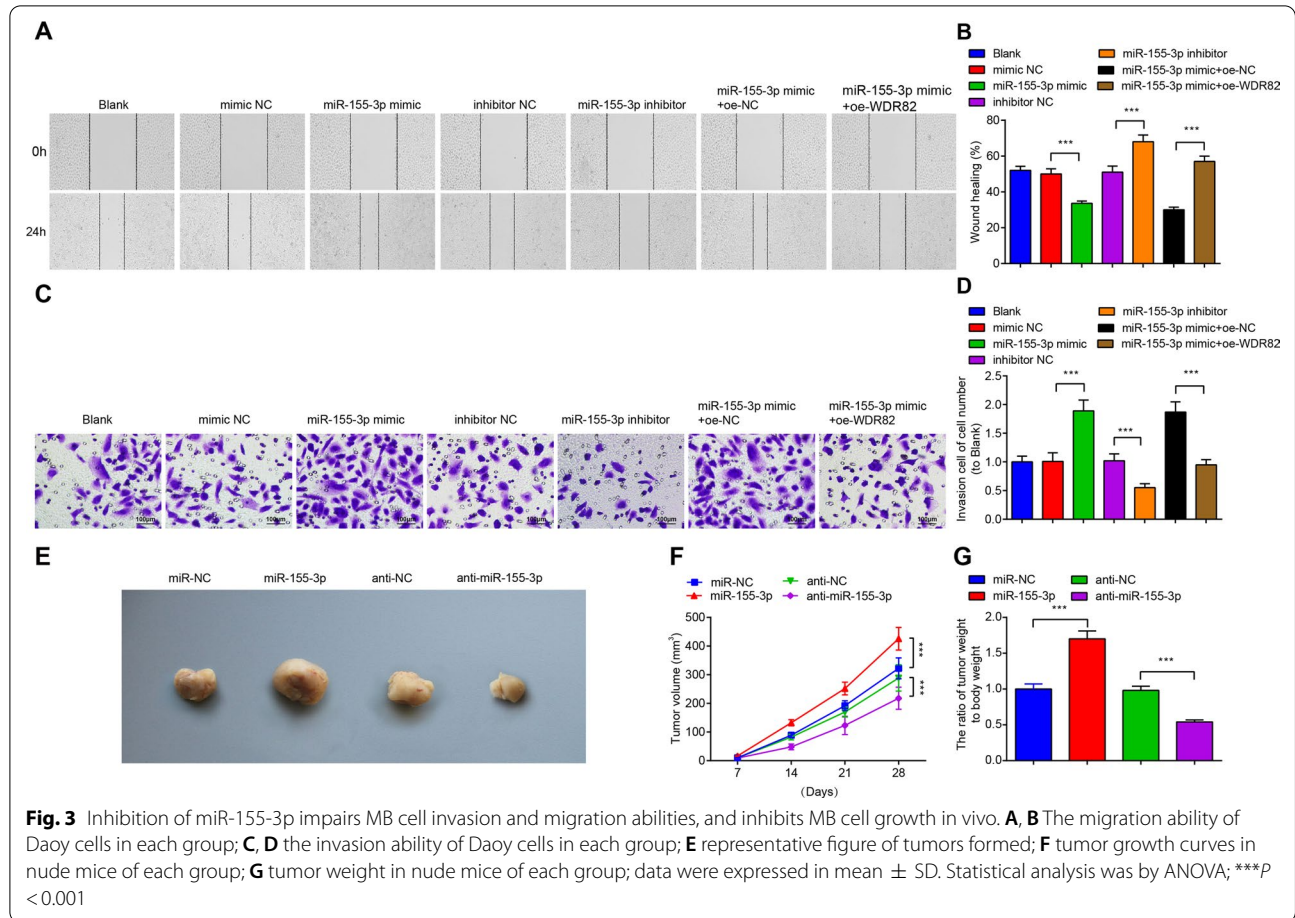 A
Blank
mimic NC
miR-155-3p mimic
inhibitor NC
miR-155-3p inhibitor
miR-155-3p mimic
+oe-NC
miR-155-3p mimic
+oe-WDR82
0h
24h
B
Blank
mimic NC
miR-155-3p mimic
inhibitor NC
miR-155-3p inhibitor
miR-155-3p mimic+oe-NC
miR-155-3p mimic+oe-WDR82
Wound healing (%)
80
60
40
20
0
***
***
***
C
Blank
mimic NC
miR-155-3p mimic
inhibitor NC
miR-155-3p inhibitor
miR-155-3p mimic
+oe-NC
miR-155-3p mimic
+oe-WDR82
100μm
100μm
100μm
100μm
100μm
100μm
100μm
D
Blank
mimic NC
miR-155-3p mimic
inhibitor NC
miR-155-3p inhibitor
miR-155-3p mimic+oe-NC
miR-155-3p mimic+oe-WDR82
Invasion cell of cell number
(to Blank)
2.5
2.0
1.5
1.0
0.5
0.0
***
***
***
E
miR-NC
miR-155-3p
anti-NC
anti-miR-155-3p
F
miR-NC
miR-155-3p
anti-NC
anti-miR-155-3p
Tumor volume (mm³)
500
400
300
200
100
0
7
14
21
28
(Days)
***
***
G
miR-NC
miR-155-3p
anti-NC
anti-miR-155-3p
The ratio of tumor weight
to body weight
2.0
1.5
1.0
0.5
0.0
***
***
Fig. 3 Inhibition of miR-155-3p impairs MB cell invasion and migration abilities, and inhibits MB cell growth in vivo. A, B The migration ability of
Daoy cells in each group; C, D the invasion ability of Daoy cells in each group; E representative figure of tumors formed; F tumor growth curves in
nude mice of each group; G tumor weight in nude mice of each group; data were expressed in mean ± SD. Statistical analysis was by ANOVA; ***P
< 0.001